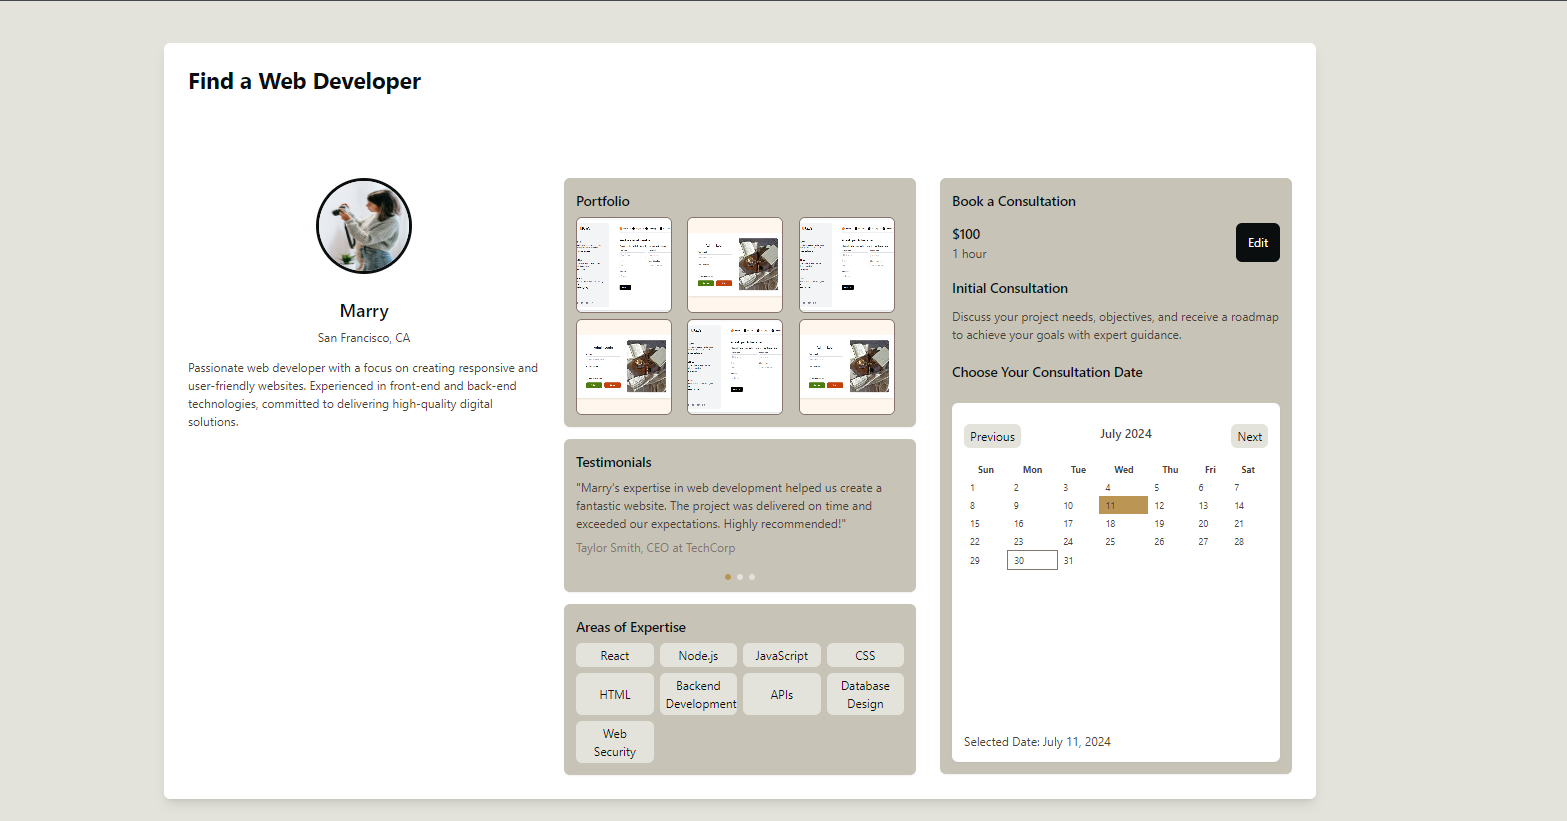 Find a Web Developer
Marry
San Francisco, CA
Passionate web developer with a focus on creating responsive and
user-friendly websites. Experienced in front-end and back-end
technologies, committed to delivering high-quality digital
solutions.
Portfolio
Testimonials
"Marry's expertise in web development helped us create a
fantastic website. The project was delivered on time and
exceeded our expectations. Highly recommended!"
Taylor Smith, CEO at TechCorp
Areas of Expertise
React Node.js JavaScript CSS
HTML Backend Development APIs Database Design
Web Security
Book a Consultation
$100
1 hour
Edit
Initial Consultation
Discuss your project needs, objectives, and receive a roadmap
to achieve your goals with expert guidance.
Choose Your Consultation Date
Previous July 2024 Next
Sun Mon Tue Wed Thu Fri Sat
1 2 3 4 5 6 7
8 9 10 11 12 13 14
15 16 17 18 19 20 21
22 23 24 25 26 27 28
29 30 31
Selected Date: July 11, 2024